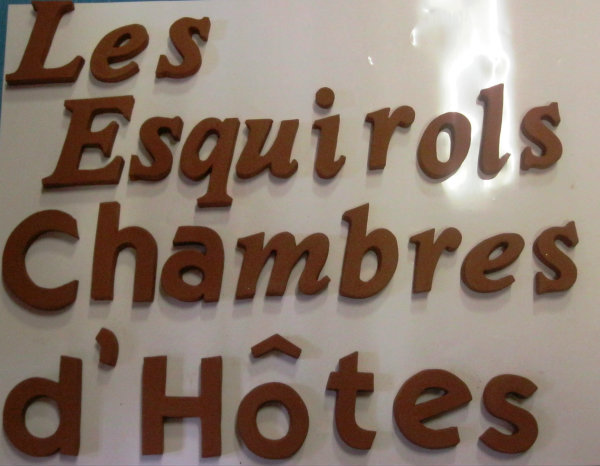 Les
Esquirols
Chambres
d'Hôtes